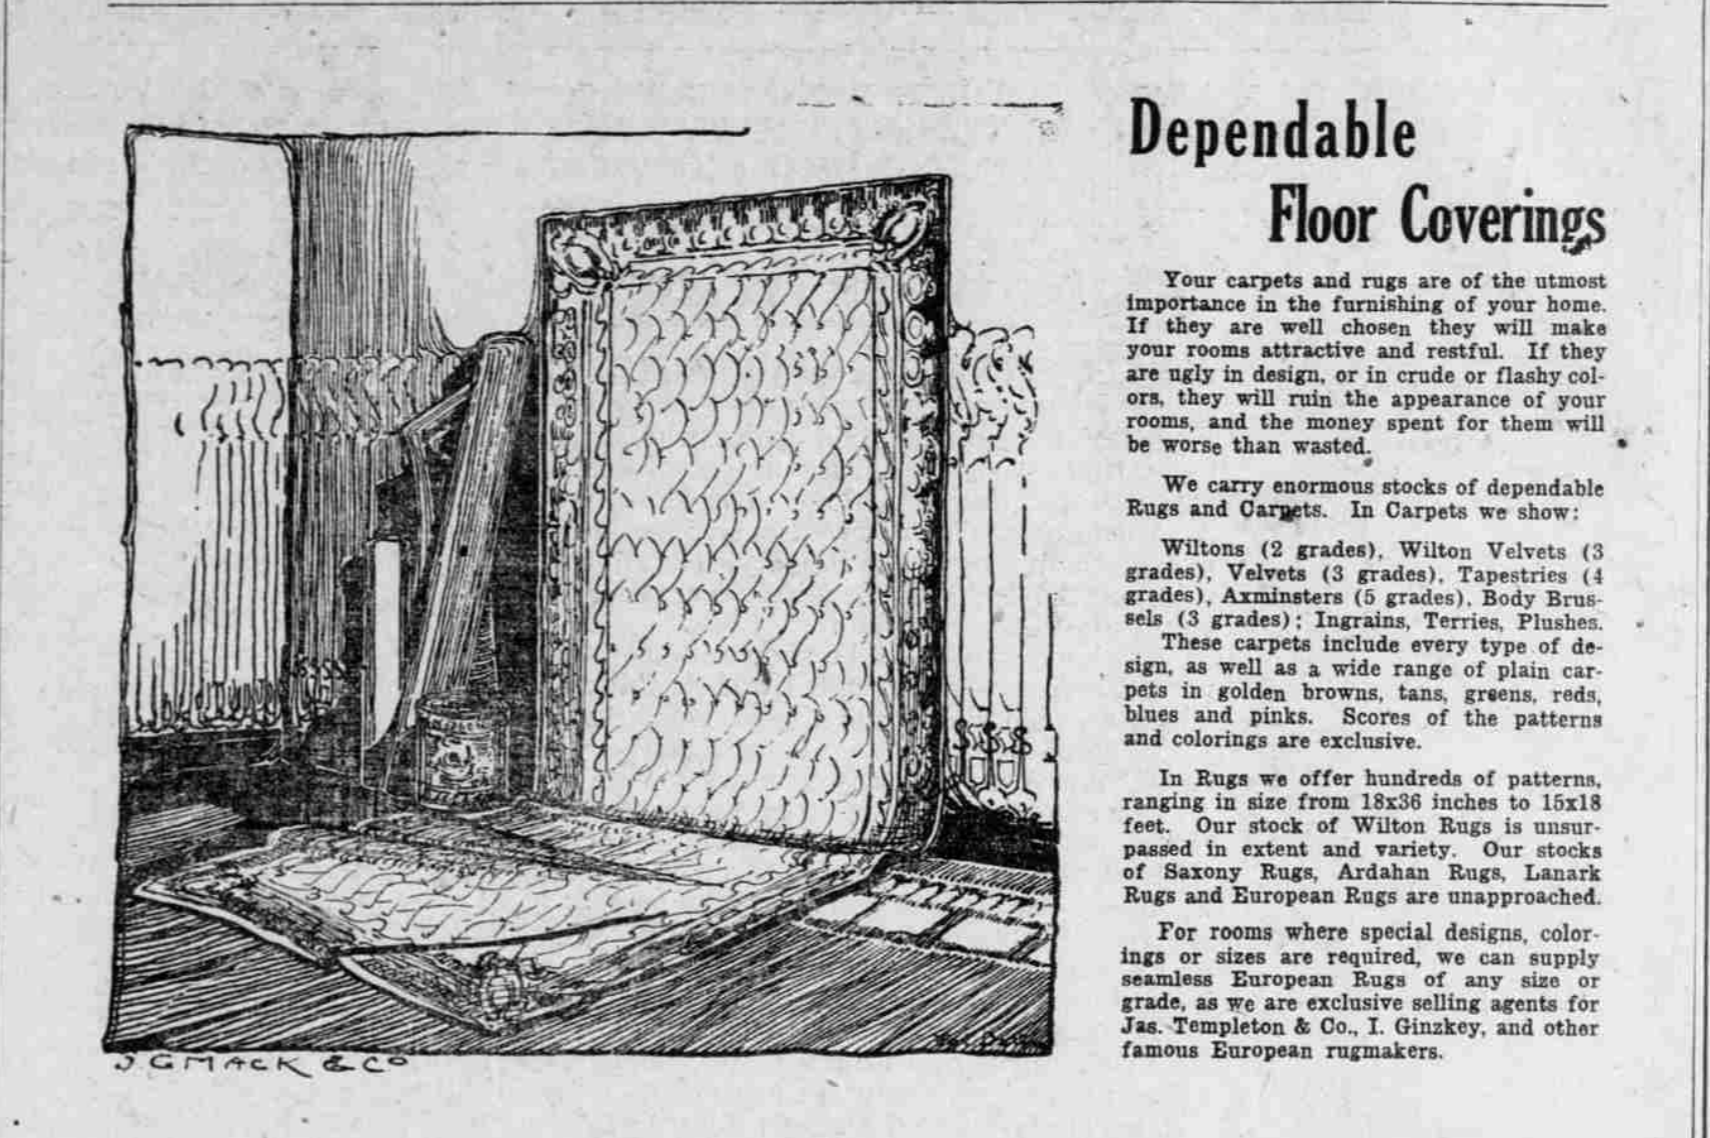 Dependable
Floor Coverings
Your carpets and rugs are of the utmost
importance in the furnishing of your home.
If they are well chosen they will make
your rooms attractive and restful. If they
are ugly in design, or in crude or flashy col-
ors, they will ruin the appearance of your
rooms, and the money spent for them will
be worse than wasted.
We carry enormous stocks of dependable
Rugs and Carpets. In Carpets we show:
Wiltons (2 grades), Wilton Velvets (3
grades), Velvets (3 grades), Tapestries (4
grades), Axminsters (5 grades), Body Brus-
sels (3 grades); Ingrains, Terries, Plushes.
These carpets include every type of de-
sign, as well as a wide range of plain car-
pets in golden browns, tans, greens, reds,
blues and pinks. Scores of the patterns
and colorings are exclusive.
In Rugs we offer hundreds of patterns,
ranging in size from 18x36 inches to 15x18
feet. Our stock of Wilton Rugs is unsur-
passed in extent and variety. Our stocks
of Saxony Rugs, Ardahan Rugs, Lanark
Rugs and European Rugs are unapproached.
For rooms where special designs, color-
ings or sizes are required, we can supply
seamless European Rugs of any size or
grade, as we are exclusive selling agents for
Jas. Templeton & Co., I. Ginzkey, and other
famous European rugmakers.
J G MACK & CO